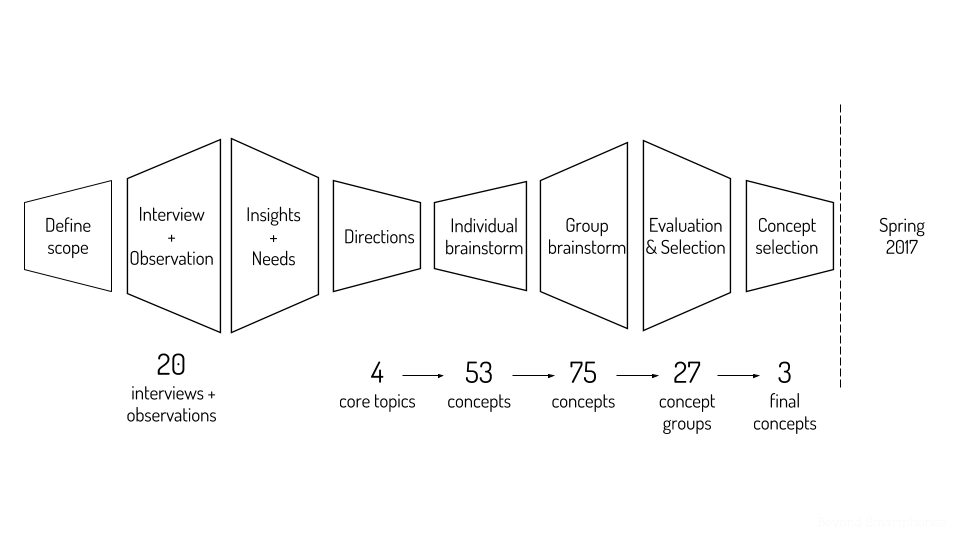 Define
scope
Interview
+
Observation
Insights
+
Needs
Directions
Individual
brainstorm
Group
brainstorm
Evaluation
& Selection
Concept
selection
Spring
2017
20
interviews +
observations
4
core topics
53
concepts
75
concepts
27
concept
groups
3
final
concepts